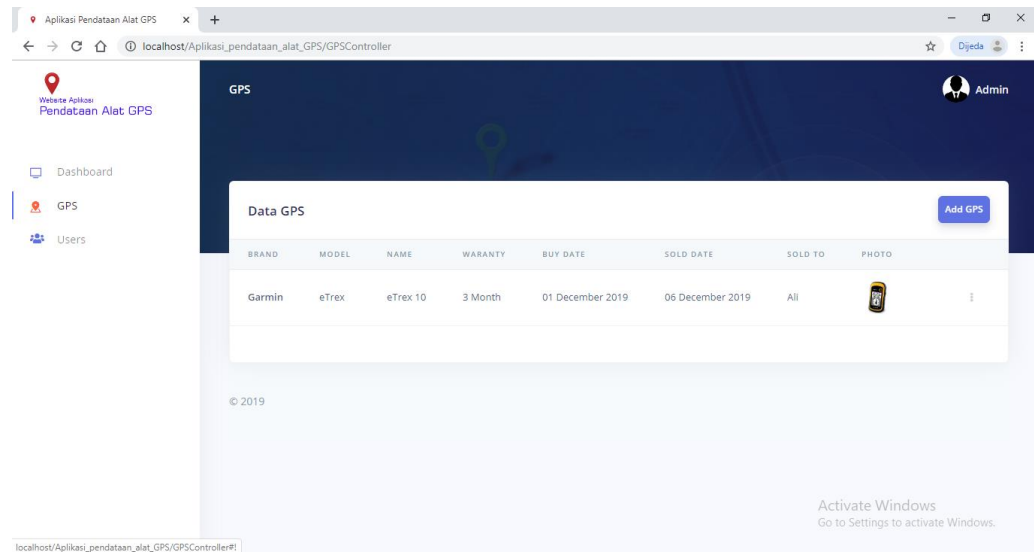 Aplikasi Pendataan Alat GPS
localhost/Aplikasi_pendataan_alat_GPS/GPSController
Dijeda
Website Aplikasi
Pendataan Alat GPS
GPS
Admin
Dashboard
GPS
Users
Data GPS
Add GPS
BRAND MODEL NAME WARANTY BUY DATE SOLD DATE SOLD TO PHOTO
Garmin eTrex eTrex 10 3 Month 01 December 2019 06 December 2019 Ali
© 2019
Activate Windows
Go to Settings to activate Windows.
localhost/Aplikasi_pendataan_alat_GPS/GPSController#!